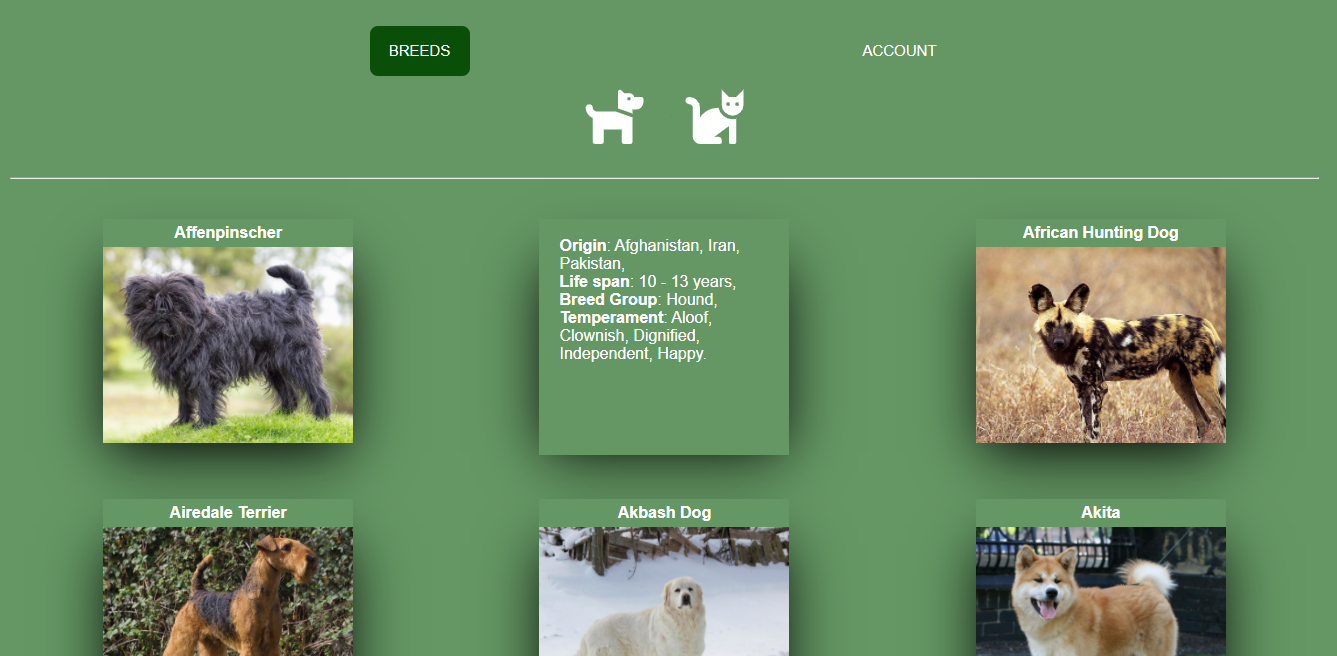 BREEDS
ACCOUNT
Affenpinscher
Origin: Afghanistan, Iran,
Pakistan,
Life span: 10 - 13 years,
Breed Group: Hound,
Temperament: Aloof,
Clownish, Dignified,
Independent, Happy.
African Hunting Dog
Airedale Terrier
Akbash Dog
Akita